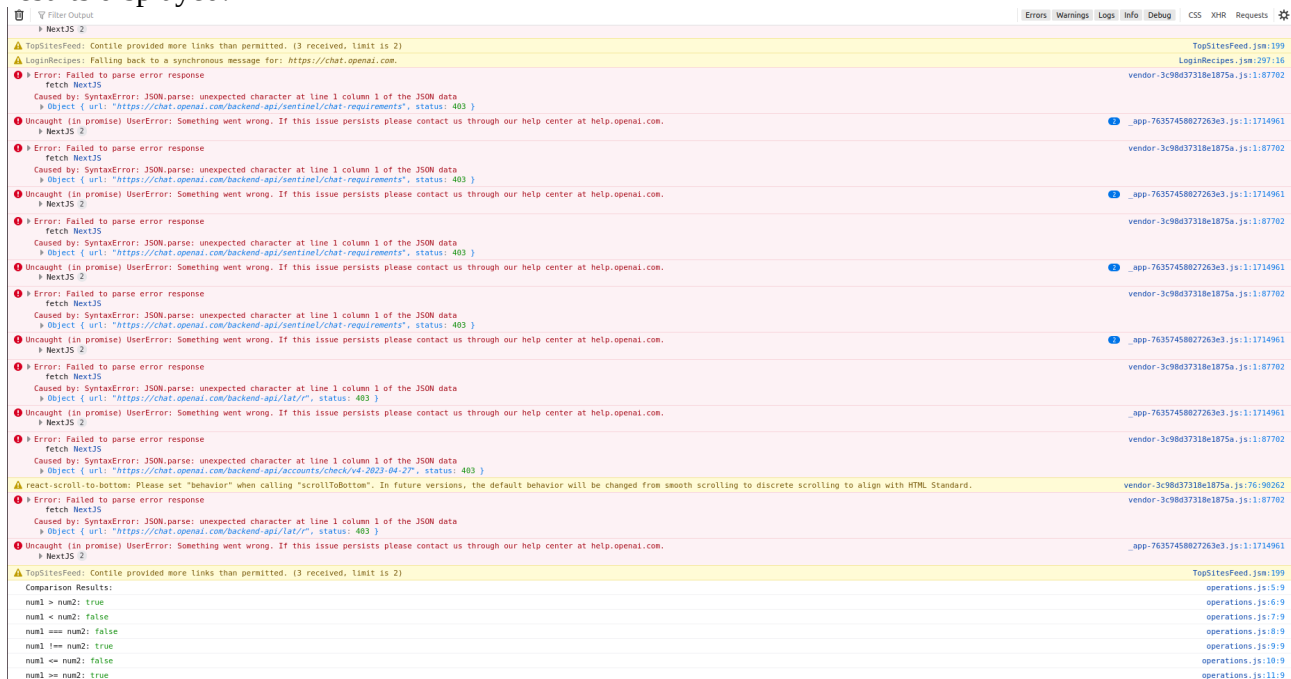 Filter Output
Errors Warnings Logs Info Debug CSS XHR Requests
NextJS 2
TopSitesFeed: Contile provided more links than permitted. (3 received, limit is 2) TopSitesFeed.jsm:199
LoginRecipes: Falling back to a synchronous message for: https://chat.openai.com. LoginRecipes.jsm:297:16
Error: Failed to parse error response vendor-3c98d37318e1875a.js:1:87702
fetch NextJS
Caused by: SyntaxError: JSON.parse: unexpected character at line 1 column 1 of the JSON data
Object { url: "https://chat.openai.com/backend-api/sentinel/chat-requirements", status: 403 }
Uncaught (in promise) UserError: Something went wrong. If this issue persists please contact us through our help center at help.openai.com. 2 _app-76357458027263e3.js:1:1714961
NextJS 2
Error: Failed to parse error response vendor-3c98d37318e1875a.js:1:87702
fetch NextJS
Caused by: SyntaxError: JSON.parse: unexpected character at line 1 column 1 of the JSON data
Object { url: "https://chat.openai.com/backend-api/sentinel/chat-requirements", status: 403 }
Uncaught (in promise) UserError: Something went wrong. If this issue persists please contact us through our help center at help.openai.com. 2 _app-76357458027263e3.js:1:1714961
NextJS 2
Error: Failed to parse error response vendor-3c98d37318e1875a.js:1:87702
fetch NextJS
Caused by: SyntaxError: JSON.parse: unexpected character at line 1 column 1 of the JSON data
Object { url: "https://chat.openai.com/backend-api/sentinel/chat-requirements", status: 403 }
Uncaught (in promise) UserError: Something went wrong. If this issue persists please contact us through our help center at help.openai.com. 2 _app-76357458027263e3.js:1:1714961
NextJS 2
Error: Failed to parse error response vendor-3c98d37318e1875a.js:1:87702
fetch NextJS
Caused by: SyntaxError: JSON.parse: unexpected character at line 1 column 1 of the JSON data
Object { url: "https://chat.openai.com/backend-api/sentinel/chat-requirements", status: 403 }
Uncaught (in promise) UserError: Something went wrong. If this issue persists please contact us through our help center at help.openai.com. 2 _app-76357458027263e3.js:1:1714961
NextJS 2
Error: Failed to parse error response vendor-3c98d37318e1875a.js:1:87702
fetch NextJS
Caused by: SyntaxError: JSON.parse: unexpected character at line 1 column 1 of the JSON data
Object { url: "https://chat.openai.com/backend-api/lat/r", status: 403 }
Uncaught (in promise) UserError: Something went wrong. If this issue persists please contact us through our help center at help.openai.com. _app-76357458027263e3.js:1:1714961
NextJS 2
Error: Failed to parse error response vendor-3c98d37318e1875a.js:1:87702
fetch NextJS
Caused by: SyntaxError: JSON.parse: unexpected character at line 1 column 1 of the JSON data
Object { url: "https://chat.openai.com/backend-api/accounts/check/v4-2023-04-27", status: 403 }
react-scroll-to-bottom: Please set "behavior" when calling "scrollToBottom". In future versions, the default behavior will be changed from smooth scrolling to discrete scrolling to align with HTML Standard. vendor-3c98d37318e1875a.js:76:90262
Error: Failed to parse error response vendor-3c98d37318e1875a.js:1:87702
fetch NextJS
Caused by: SyntaxError: JSON.parse: unexpected character at line 1 column 1 of the JSON data
Object { url: "https://chat.openai.com/backend-api/lat/r", status: 403 }
Uncaught (in promise) UserError: Something went wrong. If this issue persists please contact us through our help center at help.openai.com. _app-76357458027263e3.js:1:1714961
NextJS 2
TopSitesFeed: Contile provided more links than permitted. (3 received, limit is 2) TopSitesFeed.jsm:199
Comparison Results: operations.js:5:9
num1 > num2: true operations.js:6:9
num1 < num2: false operations.js:7:9
num1 === num2: false operations.js:8:9
num1 !== num2: true operations.js:9:9
num1 <= num2: false operations.js:10:9
num1 >= num2: true operations.js:11:9